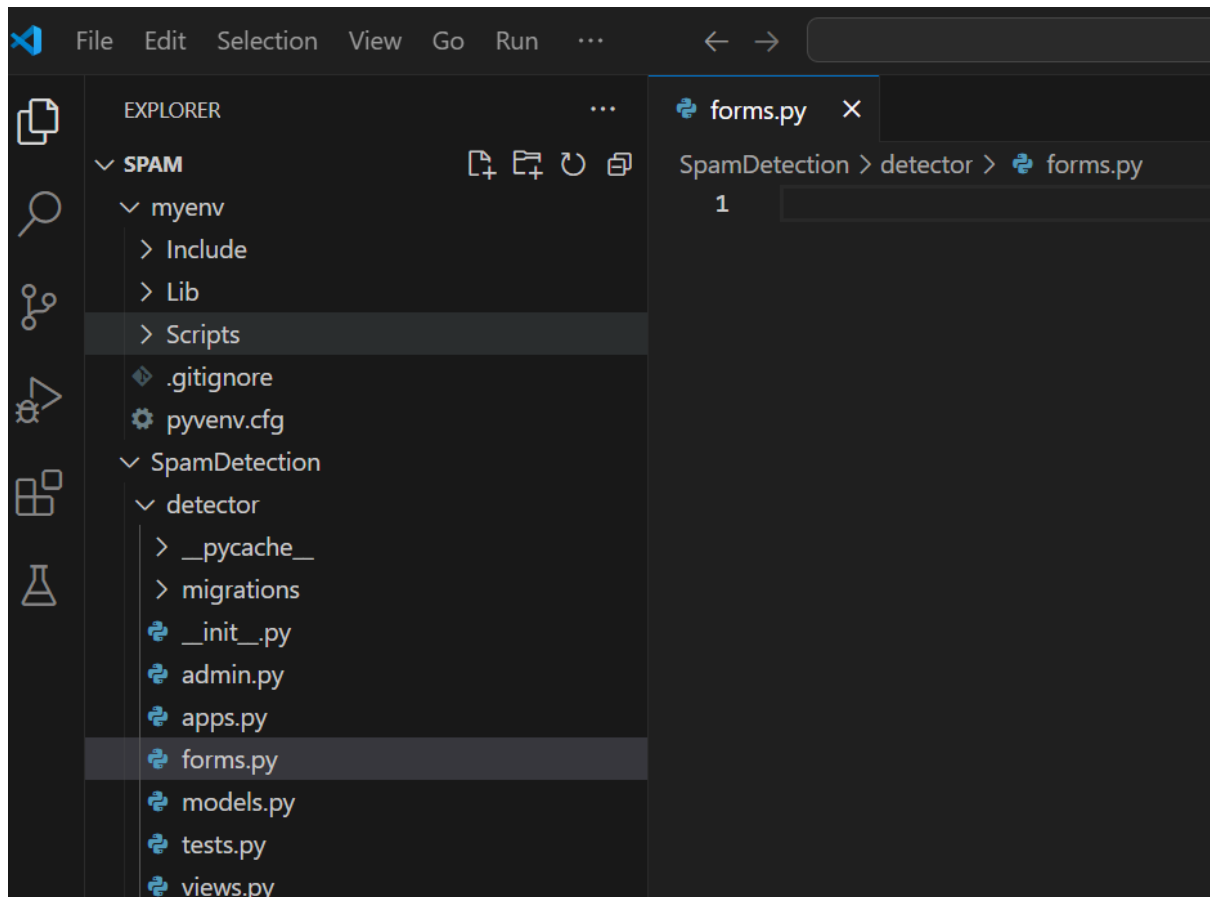 File Edit Selection View Go Run ...
EXPLORER ...
SPAM
myenv
Include
Lib
Scripts
.gitignore
pyvenv.cfg
SpamDetection
detector
__pycache__
migrations
__init__.py
admin.py
apps.py
forms.py
models.py
tests.py
views.py
forms.py
SpamDetection > detector > forms.py
1